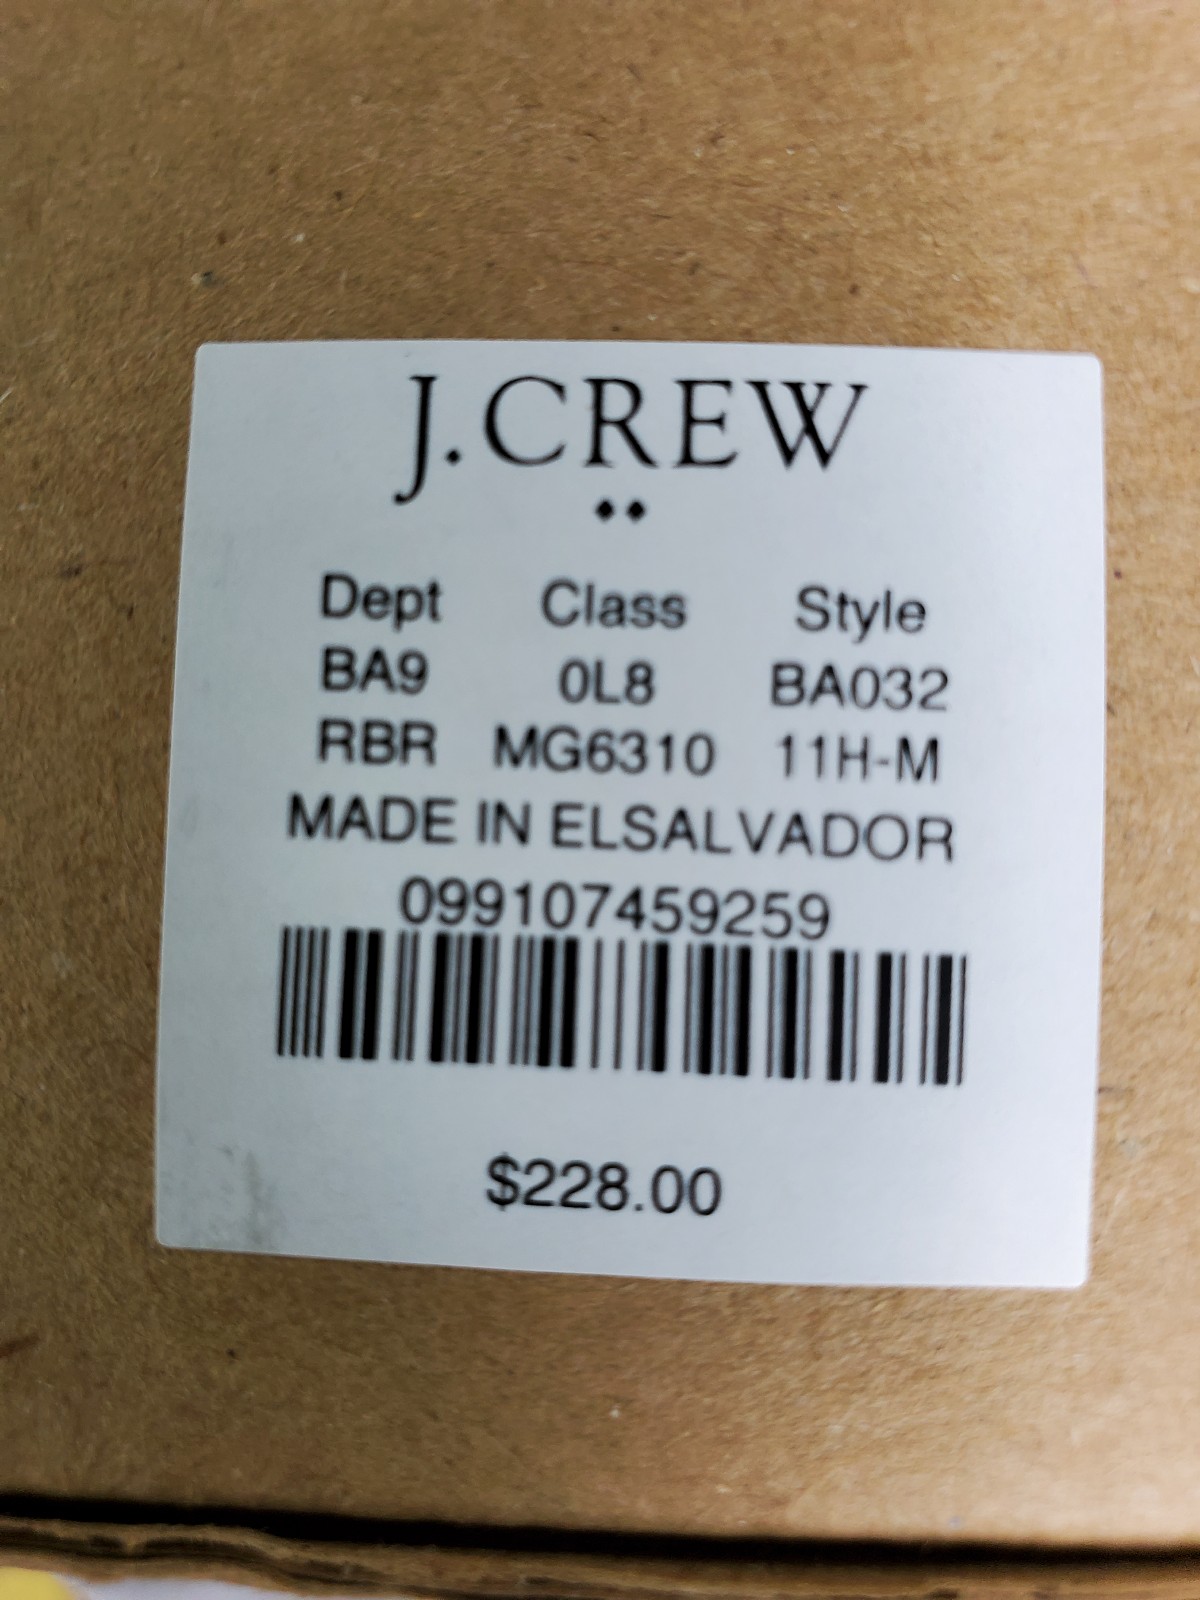 J.CREW
Dept Class Style
BA9 0L8 BA032
RBR MG6310 11H-M
MADE IN ELSALVADOR
099107459259
$228.00